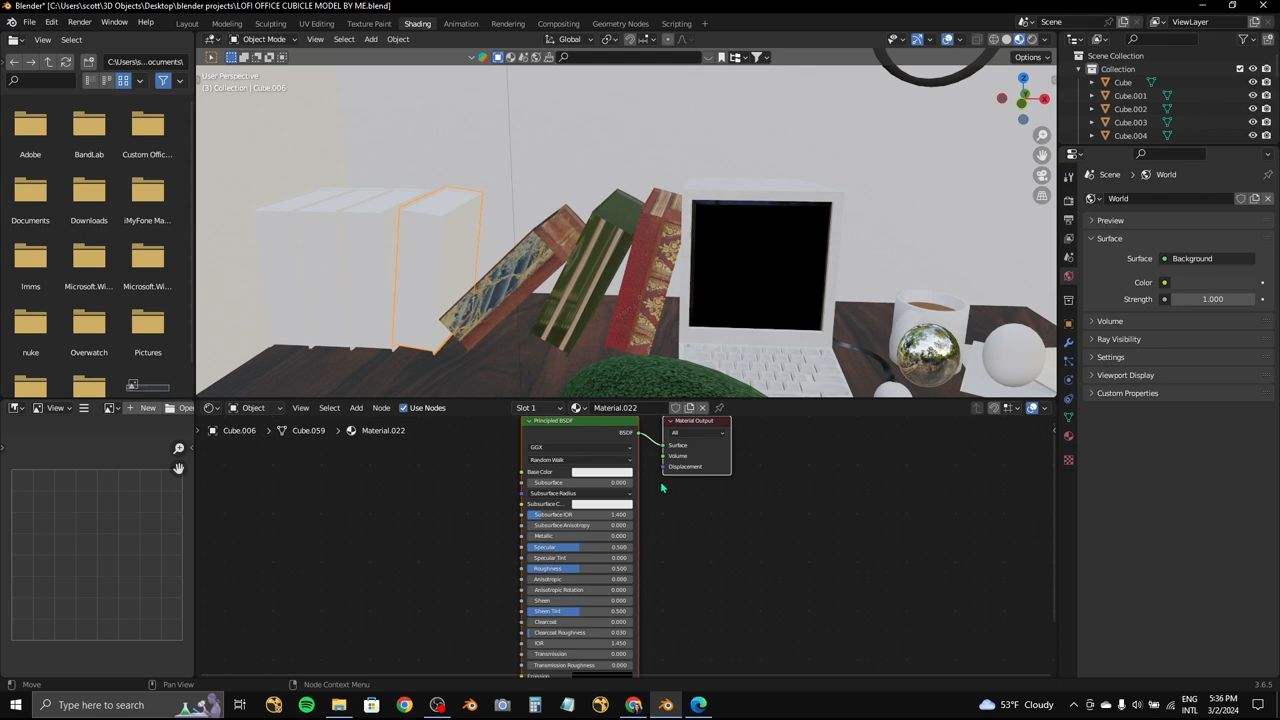 Blender* [C:\Users\scott\3D Objects\Desktop\blender projects\LOFI OFFICE CUBICLE MODEL BY ME.blend]
File Edit Render Window Help Layout Modeling Sculpting UV Editing Texture Paint Shading Animation Rendering Compositing Geometry Nodes Scripting + Scene ViewLayer
View Select Object Mode View Select Add Object Global
C:\Users\s...ocuments\ Options
User Perspective
(3) Collection | Cube.006
Scene Collection
Collection
Cube
Cube.001
Cube.002
Cube.003
Cube.004
Adobe BandLab Custom Offic...
Documents Downloads iMyFone Ma...
lmms Microsoft.Wi... Microsoft.Wi...
nuke Overwatch Pictures
X Y Z
Scene World
World
Preview
Surface
Surface Background
Color
Strength 1.000
Volume
Ray Visibility
Settings
Viewport Display
Custom Properties
View New Open Object View Select Add Node Use Nodes Slot 1 Material.022
Cube.006 Cube.059 Material.022
Principled BSDF
BSDF
GGX
Random Walk
Base Color
Subsurface 0.000
Subsurface Radius
Subsurface C...
Subsurface IOR 1.400
Subsurface Anisotropy 0.000
Metallic 0.000
Specular 0.500
Specular Tint 0.000
Roughness 0.500
Anisotropic 0.000
Anisotropic Rotation 0.000
Sheen 0.000
Sheen Tint 0.500
Clearcoat 0.000
Clearcoat Roughness 0.030
IOR 1.450
Transmission 0.000
Transmission Roughness 0.000
Emission
Material Output
All
Surface
Volume
Displacement
Move Pan View Node Context Menu 3.6.5
Type here to search 53°F Cloudy ENG INTL 5:36 PM 3/2/2024